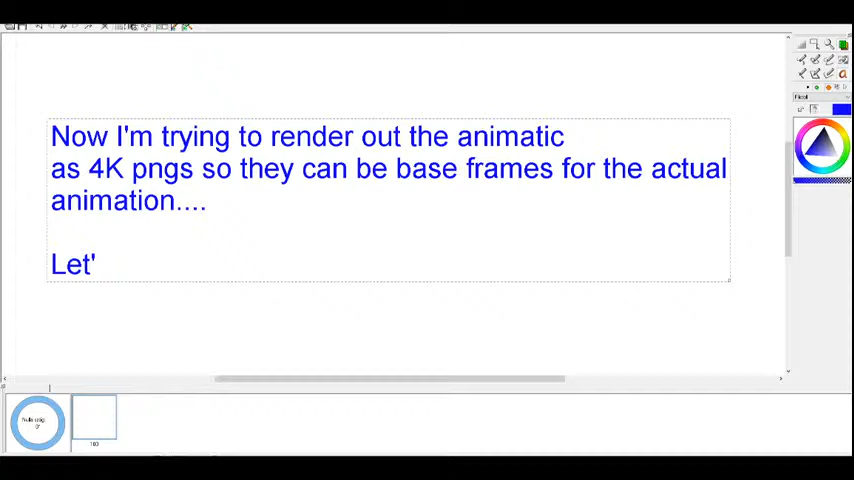 Now I'm trying to render out the animatic
as 4K pngs so they can be base frames for the actual
animation....
Let'
100